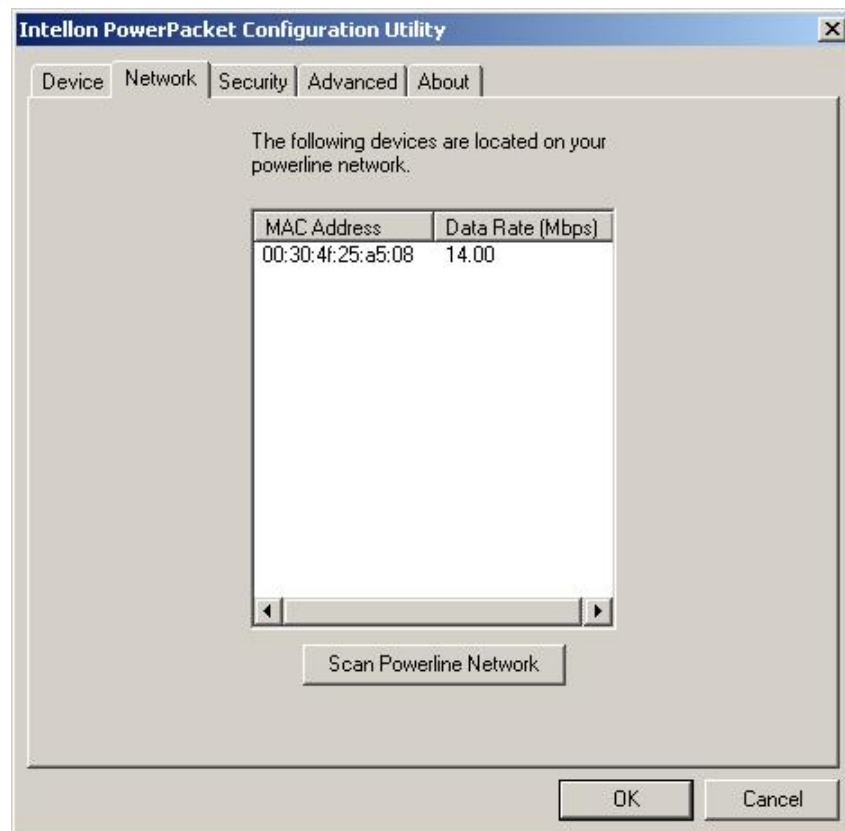 Intellon PowerPacket Configuration Utility
Device Network Security Advanced About
The following devices are located on your
powerline network.
MAC Address Data Rate (Mbps)
00:30:4f:25:a5:08 14.00
Scan Powerline Network
OK Cancel